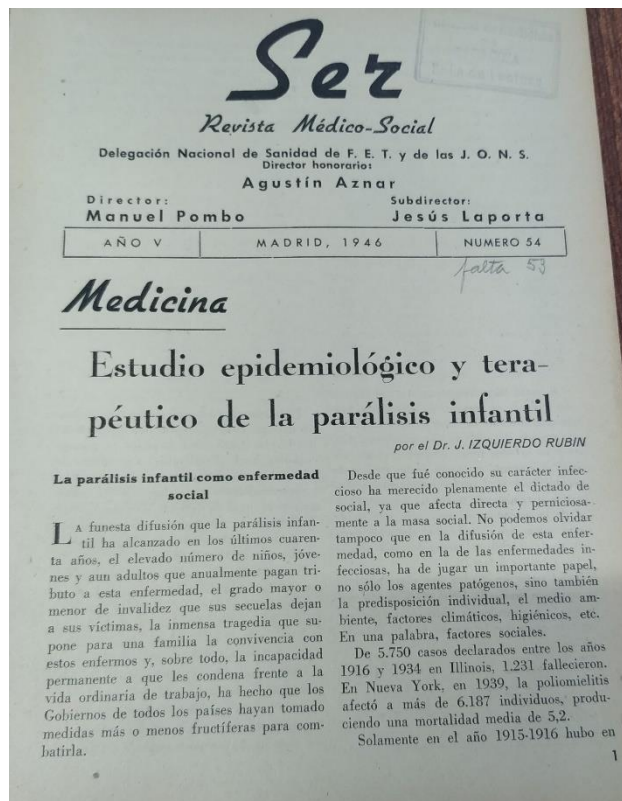 Ser
Revista Médico-Social
Delegación Nacional de Sanidad de F. E. T. y de las J. O. N. S.
Director honorario:
Agustín Aznar
Director:
Manuel Pombo
Subdirector:
Jesús Laporta
AÑO V
MADRID, 1946
NUMERO 54
falta 53
Medicina
Estudio epidemiológico y tera-
péutico de la parálisis infantil
por el Dr. J. IZQUIERDO RUBIN
La parálisis infantil como enfermedad
social
LA funesta difusión que la parálisis infan-
til ha alcanzado en los últimos cuaren-
ta años, el elevado número de niños, jóve-
nes y aun adultos que anualmente pagan tri-
buto a esta enfermedad, el grado mayor o
menor de invalidez que sus secuelas dejan
a sus víctimas, la inmensa tragedia que su-
pone para una familia la convivencia con
estos enfermos y, sobre todo, la incapacidad
permanente a que les condena frente a la
vida ordinaria de trabajo, ha hecho que los
Gobiernos de todos los países hayan tomado
medidas más o menos fructíferas para com-
batirla.
Desde que fué conocido su carácter infec-
cioso ha merecido plenamente el dictado de
social, ya que afecta directa y perniciosa-
mente a la masa social. No podemos olvidar
tampoco que en la difusión de esta enfer-
medad, como en la de las enfermedades in-
fecciosas, ha de jugar un importante papel,
no sólo los agentes patógenos, sino también
la predisposición individual, el medio am-
biente, factores climáticos, higiénicos, etc.
En una palabra, factores sociales.
De 5.750 casos declarados entre los años
1916 y 1934 en Illinois, 1.231 fallecieron.
En Nueva York, en 1939, la poliomielitis
afectó a más de 6.187 individuos, produ-
ciendo una mortalidad media de 5,2.
Solamente en el año 1915-1916 hubo en
1